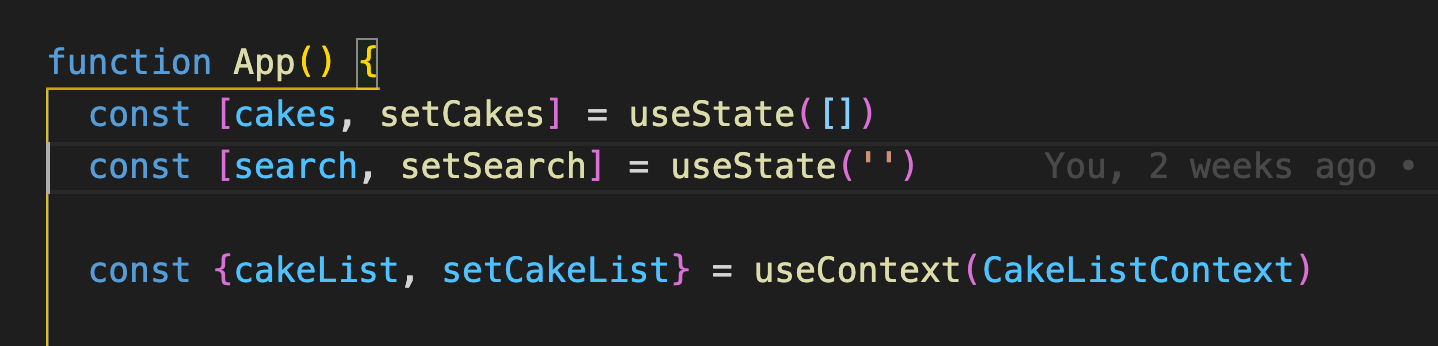 function App() {
const [cakes, setCakes] = useState([])
const [search, setSearch] = useState('') You, 2 weeks ago •
const {cakeList, setCakeList} = useContext(CakeListContext)